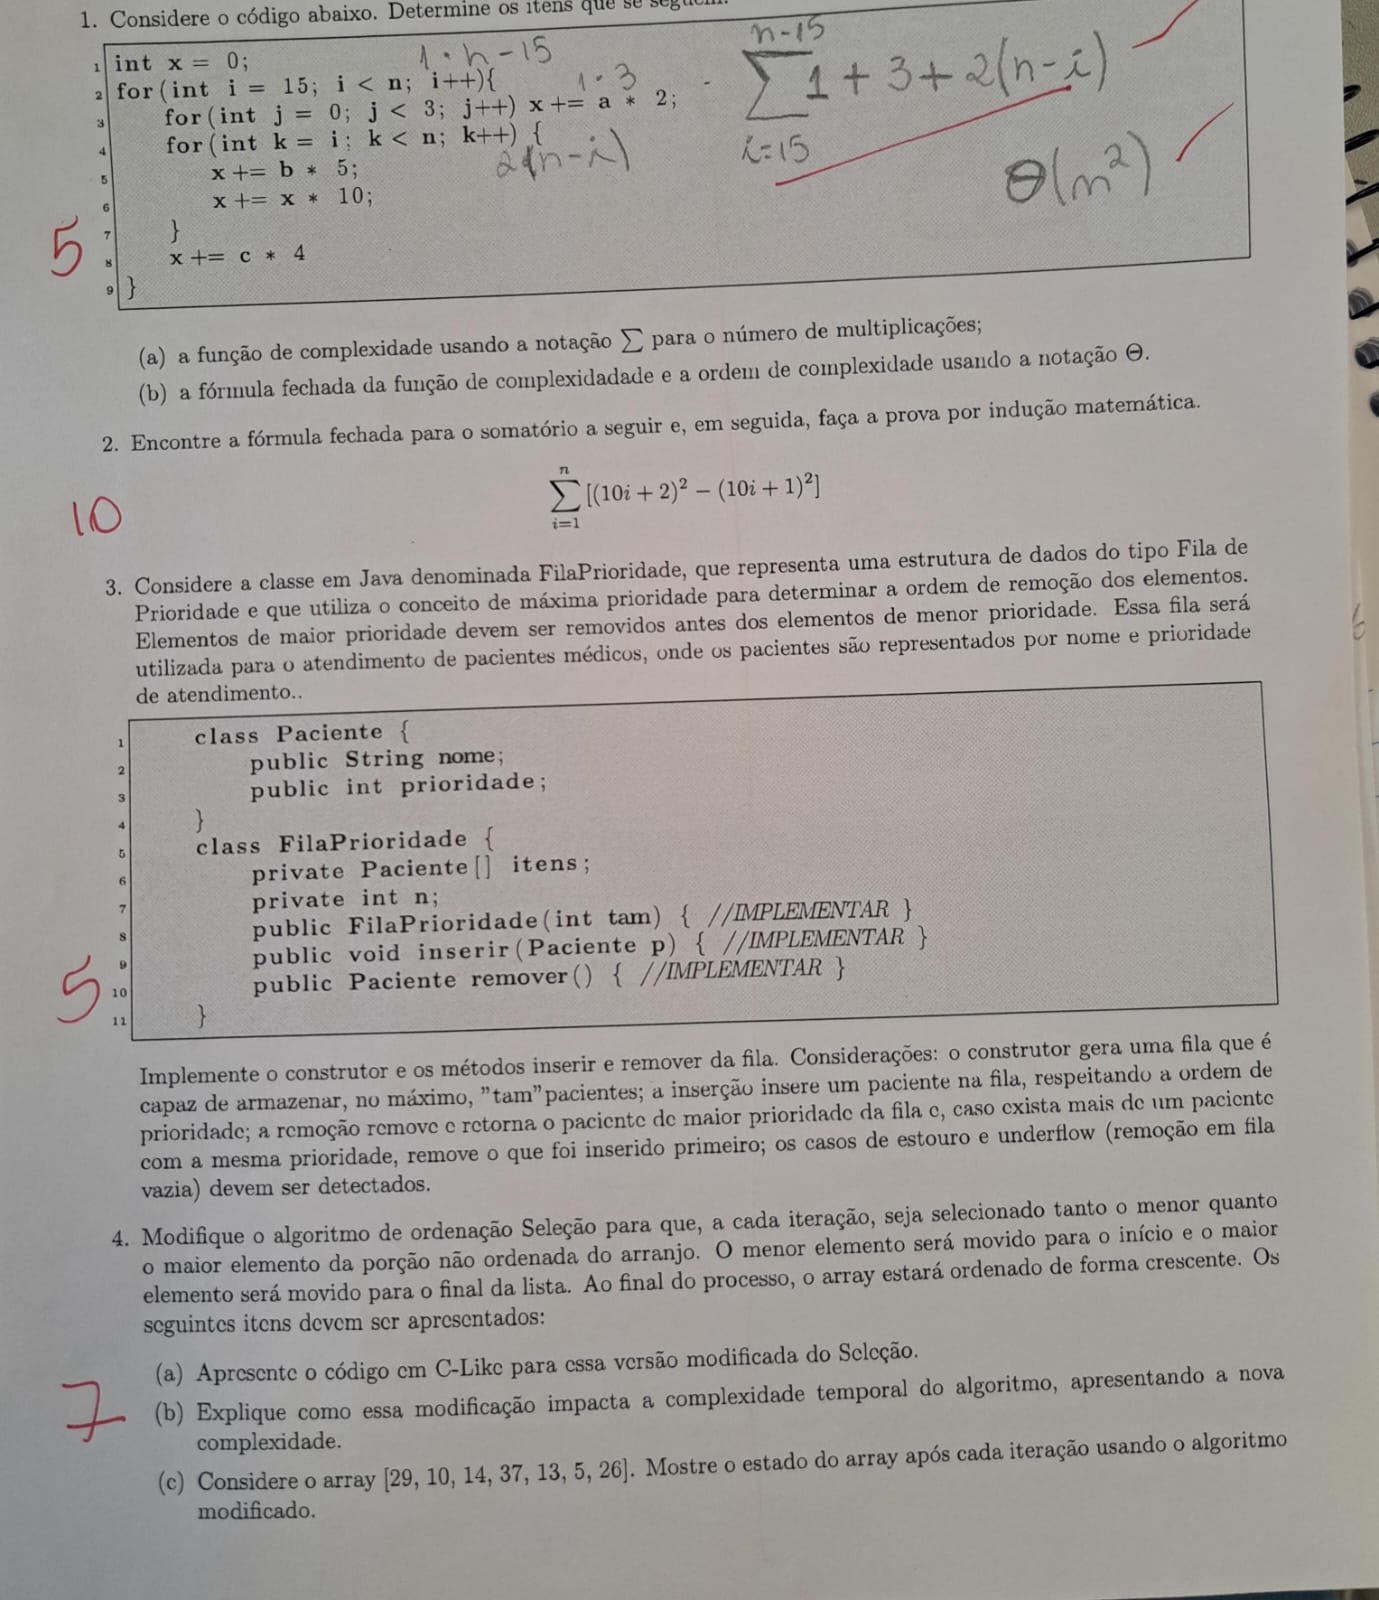 1. Considere o código abaixo. Determine os itens que se seguem.
1 int x = 0;
1 · n - 15
2 for(int i = 15; i < n; i++){
1 · 3
3 for(int j = 0; j < 3; j++) x += a * 2;
4 for(int k = i; k < n; k++) {
2(n-i)
5 x += b * 5;
6 x += x * 10;
7 }
8 x += c * 4
9 }
n-15
∑ 1 + 3 + 2(n-i)
i=15
Θ(n²)
5
(a) a função de complexidade usando a notação ∑ para o número de multiplicações;
(b) a fórmula fechada da função de complexidadade e a ordem de complexidade usando a notação Θ.
2. Encontre a fórmula fechada para o somatório a seguir e, em seguida, faça a prova por indução matemática.
n
∑ [(10i + 2)² − (10i + 1)²]
i=1
10
3. Considere a classe em Java denominada FilaPrioridade, que representa uma estrutura de dados do tipo Fila de
Prioridade e que utiliza o conceito de máxima prioridade para determinar a ordem de remoção dos elementos.
Elementos de maior prioridade devem ser removidos antes dos elementos de menor prioridade. Essa fila será
utilizada para o atendimento de pacientes médicos, onde os pacientes são representados por nome e prioridade
de atendimento..
1 class Paciente {
2 public String nome;
3 public int prioridade;
4 }
5 class FilaPrioridade {
6 private Paciente[] itens;
7 private int n;
8 public FilaPrioridade(int tam) { //IMPLEMENTAR }
9 public void inserir(Paciente p) { //IMPLEMENTAR }
10 public Paciente remover() { //IMPLEMENTAR }
11 }
5
Implemente o construtor e os métodos inserir e remover da fila. Considerações: o construtor gera uma fila que é
capaz de armazenar, no máximo, ”tam”pacientes; a inserção insere um paciente na fila, respeitando a ordem de
prioridade; a remoção remove e retorna o paciente de maior prioridade da fila e, caso exista mais de um paciente
com a mesma prioridade, remove o que foi inserido primeiro; os casos de estouro e underflow (remoção em fila
vazia) devem ser detectados.
4. Modifique o algoritmo de ordenação Seleção para que, a cada iteração, seja selecionado tanto o menor quanto
o maior elemento da porção não ordenada do arranjo. O menor elemento será movido para o início e o maior
elemento será movido para o final da lista. Ao final do processo, o array estará ordenado de forma crescente. Os
seguintes itens devem ser apresentados:
(a) Apresente o código em C-Like para essa versão modificada do Seleção.
7
(b) Explique como essa modificação impacta a complexidade temporal do algoritmo, apresentando a nova
complexidade.
(c) Considere o array [29, 10, 14, 37, 13, 5, 26]. Mostre o estado do array após cada iteração usando o algoritmo
modificado.